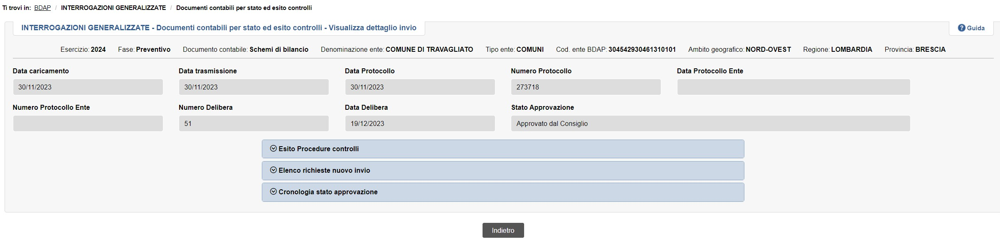 Ti trovi in: BDAP / INTERROGAZIONI GENERALIZZATE / Documenti contabili per stato ed esito controlli
INTERROGAZIONI GENERALIZZATE - Documenti contabili per stato ed esito controlli - Visualizza dettaglio invio
? Guida
Esercizio: 2024 Fase: Preventivo Documento contabile: Schemi di bilancio Denominazione ente: COMUNE DI TRAVAGLIATO Tipo ente: COMUNI Cod. ente BDAP: 304542930461310101 Ambito geografico: NORD-OVEST Regione: LOMBARDIA Provincia: BRESCIA
Data caricamento Data trasmissione Data Protocollo Numero Protocollo Data Protocollo Ente
30/11/2023 30/11/2023 30/11/2023 273718
Numero Protocollo Ente Numero Delibera Data Delibera Stato Approvazione
51 19/12/2023 Approvato dal Consiglio
Esito Procedure controlli
Elenco richieste nuovo invio
Cronologia stato approvazione
Indietro